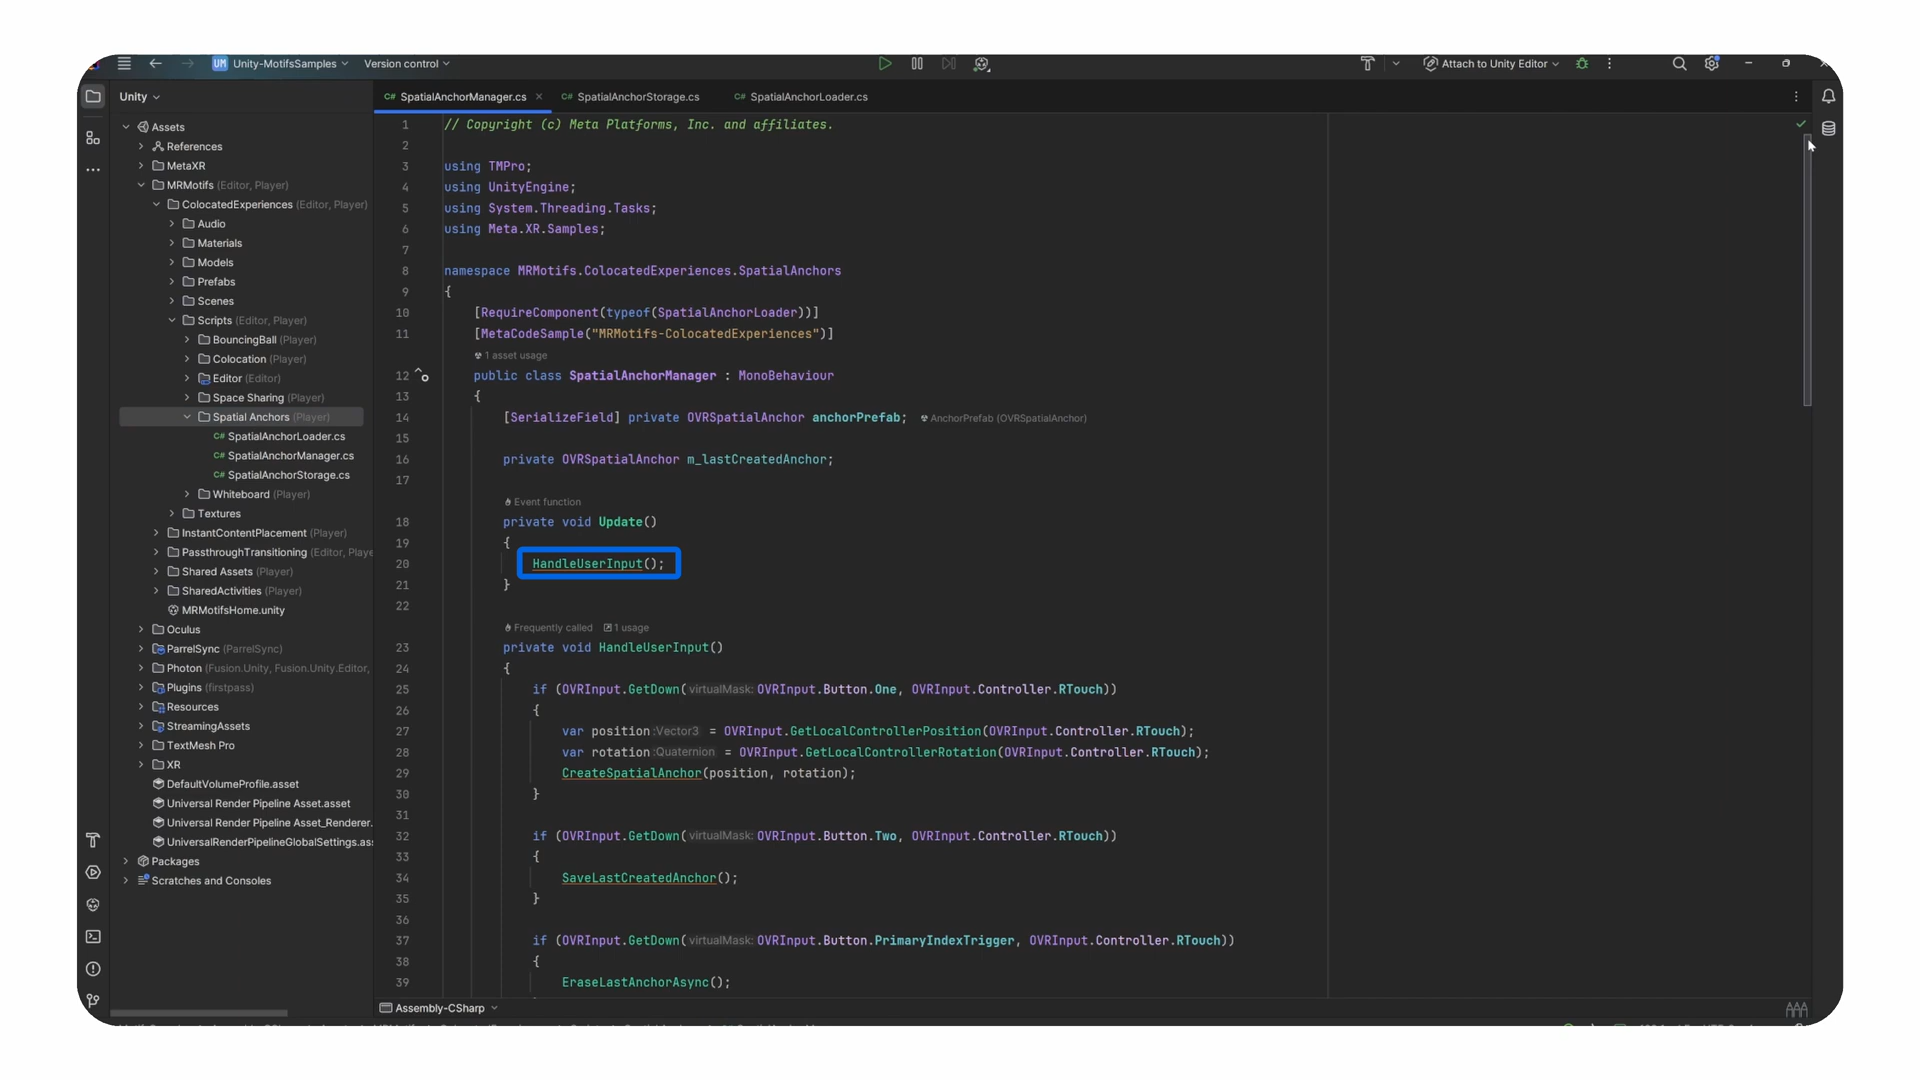 UM Unity-MotifsSamples
Version control
Attach to Unity Editor
Unity
C# SpatialAnchorManager.cs
C# SpatialAnchorStorage.cs
C# SpatialAnchorLoader.cs
Assets
References
MetaXR
MRMotifs (Editor, Player)
ColocatedExperiences (Editor, Player)
Audio
Materials
Models
Prefabs
Scenes
Scripts (Editor, Player)
BouncingBall (Player)
Colocation (Player)
Editor (Editor)
Space Sharing (Player)
Spatial Anchors (Player)
C# SpatialAnchorLoader.cs
C# SpatialAnchorManager.cs
C# SpatialAnchorStorage.cs
Whiteboard (Player)
Textures
InstantContentPlacement (Player)
PassthroughTransitioning (Editor, Playe
Shared Assets (Player)
SharedActivities (Player)
MRMotifsHome.unity
Oculus
ParrelSync (ParrelSync)
Photon (Fusion.Unity, Fusion.Unity.Editor,
Plugins (firstpass)
Resources
StreamingAssets
TextMesh Pro
XR
DefaultVolumeProfile.asset
Universal Render Pipeline Asset.asset
Universal Render Pipeline Asset_Renderer.
UniversalRenderPipelineGlobalSettings.ass
Packages
Scratches and Consoles
1 // Copyright (c) Meta Platforms, Inc. and affiliates.
2
3 using TMPro;
4 using UnityEngine;
5 using System.Threading.Tasks;
6 using Meta.XR.Samples;
7
8 namespace MRMotifs.ColocatedExperiences.SpatialAnchors
9 {
10 [RequireComponent(typeof(SpatialAnchorLoader))]
11 [MetaCodeSample("MRMotifs-ColocatedExperiences")]
1 asset usage
12 public class SpatialAnchorManager : MonoBehaviour
13 {
14 [SerializeField] private OVRSpatialAnchor anchorPrefab; AnchorPrefab (OVRSpatialAnchor)
15
16 private OVRSpatialAnchor m_lastCreatedAnchor;
17
Event function
18 private void Update()
19 {
20 HandleUserInput();
21 }
22
Frequently called 1 usage
23 private void HandleUserInput()
24 {
25 if (OVRInput.GetDown(virtualMask: OVRInput.Button.One, OVRInput.Controller.RTouch))
26 {
27 var position :Vector3 = OVRInput.GetLocalControllerPosition(OVRInput.Controller.RTouch);
28 var rotation :Quaternion = OVRInput.GetLocalControllerRotation(OVRInput.Controller.RTouch);
29 CreateSpatialAnchor(position, rotation);
30 }
31
32 if (OVRInput.GetDown(virtualMask: OVRInput.Button.Two, OVRInput.Controller.RTouch))
33 {
34 SaveLastCreatedAnchor();
35 }
36
37 if (OVRInput.GetDown(virtualMask: OVRInput.Button.PrimaryIndexTrigger, OVRInput.Controller.RTouch))
38 {
39 EraseLastAnchorAsync();
Assembly-CSharp